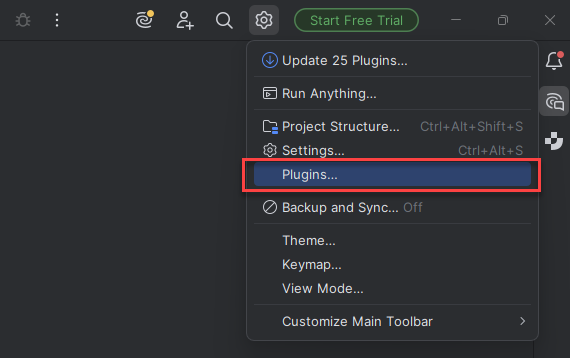 Start Free Trial
Update 25 Plugins...
Run Anything...
Project Structure... Ctrl+Alt+Shift+S
Settings... Ctrl+Alt+S
Plugins...
Backup and Sync... Off
Theme...
Keymap...
View Mode...
Customize Main Toolbar